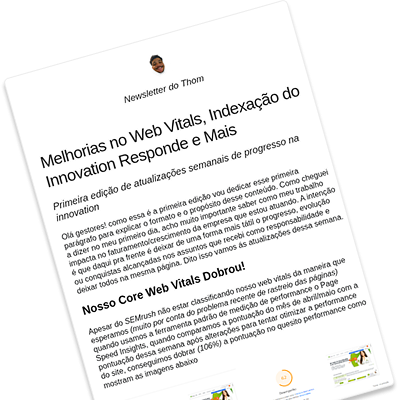 Newsletter do Thom
Melhorias no Web Vitals, Indexação do
Innovation Responde e Mais
Primeira edição de atualizações semanais de progresso na
innovation
Olá gestores! como essa é a primeira edição vou dedicar esse primeira
parágrafo para explicar o formato e o propósito desse conteúdo. Como cheguei
a dizer no meu primeiro dia, acho muito importante saber como meu trabalho
impacta no faturamento/crescimento da empresa que estou atuando. A intenção
é que daqui pra frente é deixar de uma forma mais fátil o progresso, evolução
ou conquistas alcançadas nos assuntos que recebi como responsabilidade e
deixar todos na mesma página. Dito isso vamos às atualizações dessa semana.
Nosso Core Web Vitals Dobrou!
Apesar do SEMrush não estar classificando nosso web vitals da maneira que
esperamos (muito por conta do problema recente de rastreio das páginas)
quando usamos a ferramenta padrão de medição de performance o Page
Speed Insights, quando comparamos a pontuação do mês de abril/maio com a
pontuação dessa semana após alterações para tentar otimizar a performance
do site, conseguimos dobrar (106%) a pontuação no quesito performance como
mostram as imagens abaixo